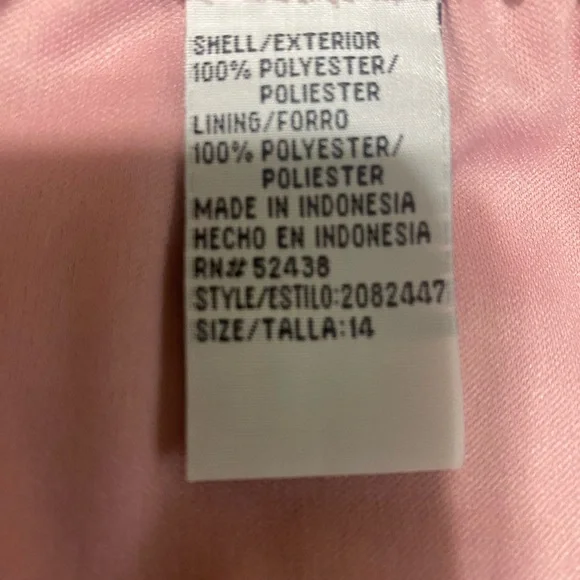 SHELL/EXTERIOR
100% POLYESTER/
POLIESTER
LINING/FORRO
100% POLYESTER/
POLIESTER
MADE IN INDONESIA
HECHO EN INDONESIA
RN# 52438
STYLE/ESTILO:2082447
SIZE/TALLA:14